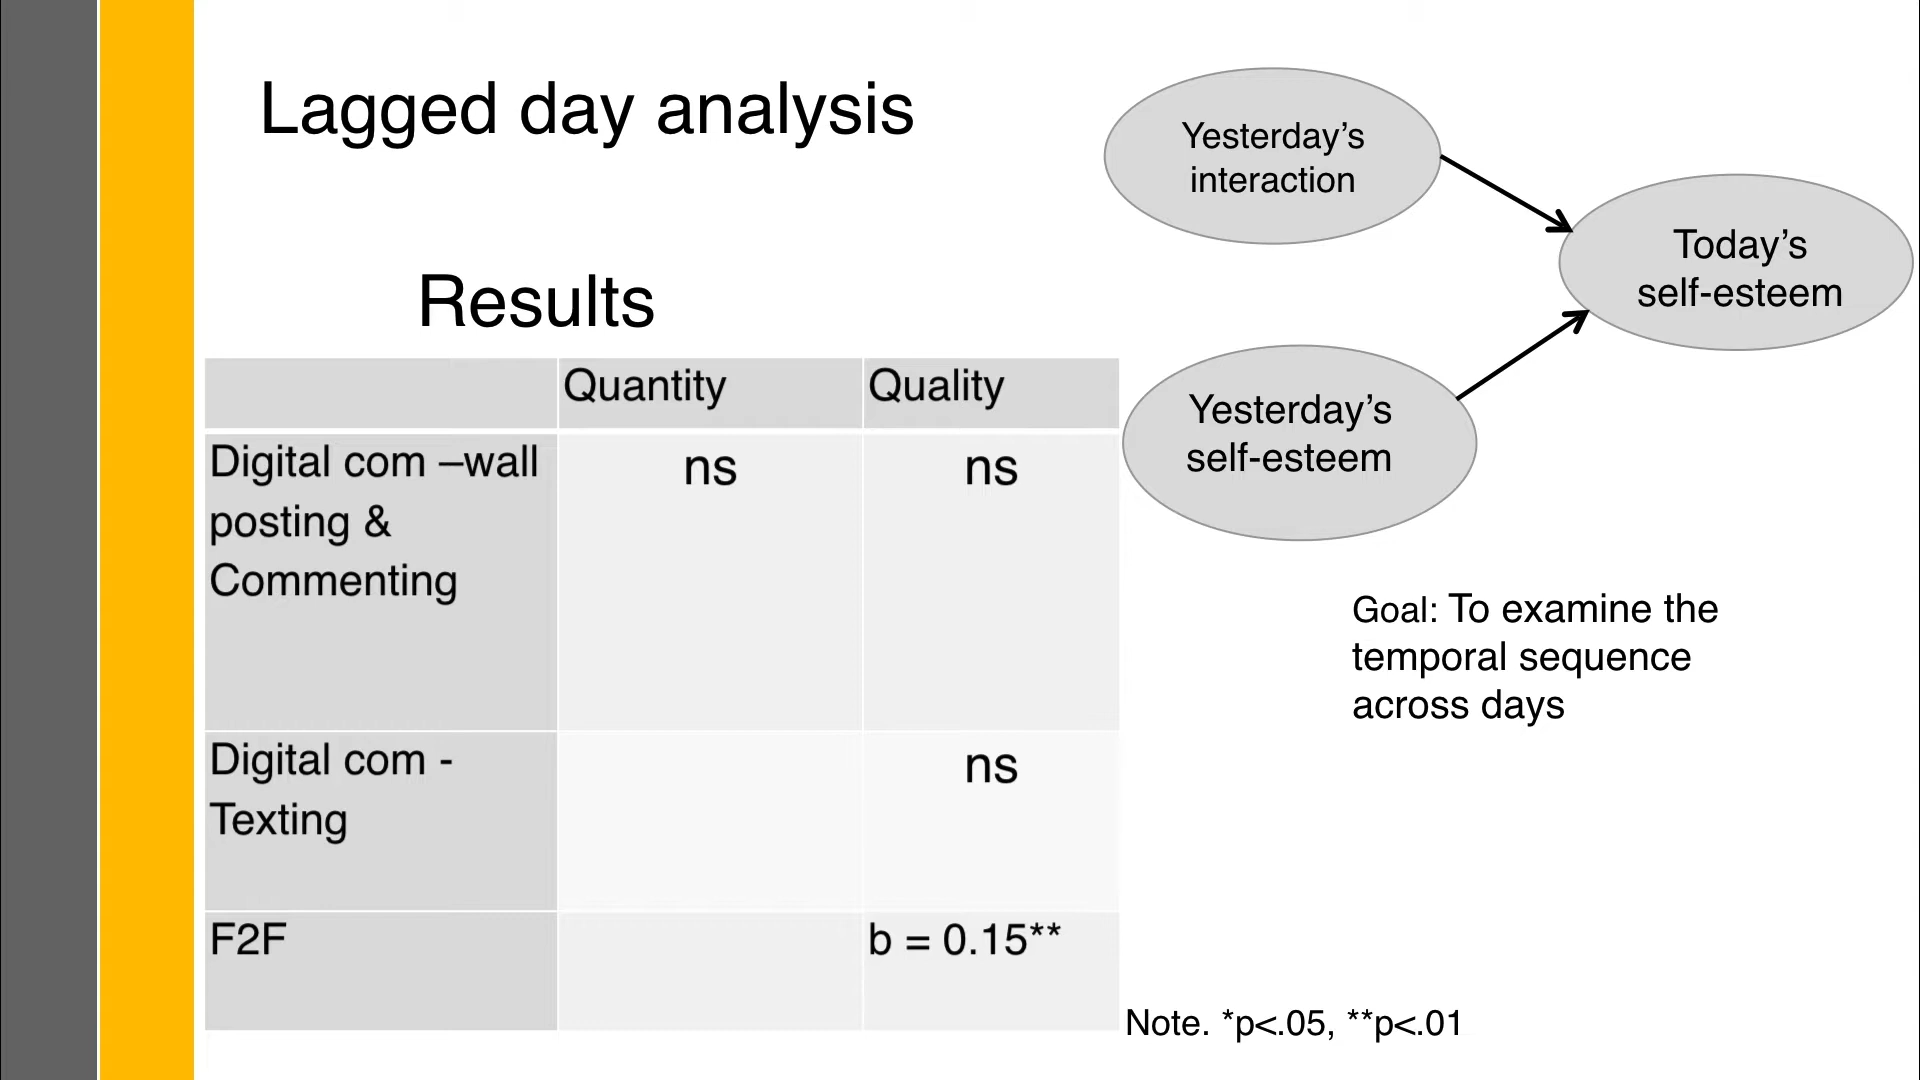 Lagged day analysis
Results
Quantity
Quality
Digital com –wall
posting &
Commenting
ns
ns
Digital com -
Texting
ns
F2F
b = 0.15**
Yesterday’s
interaction
Today’s
self-esteem
Yesterday’s
self-esteem
Goal: To examine the
temporal sequence
across days
Note. *p<.05, **p<.01